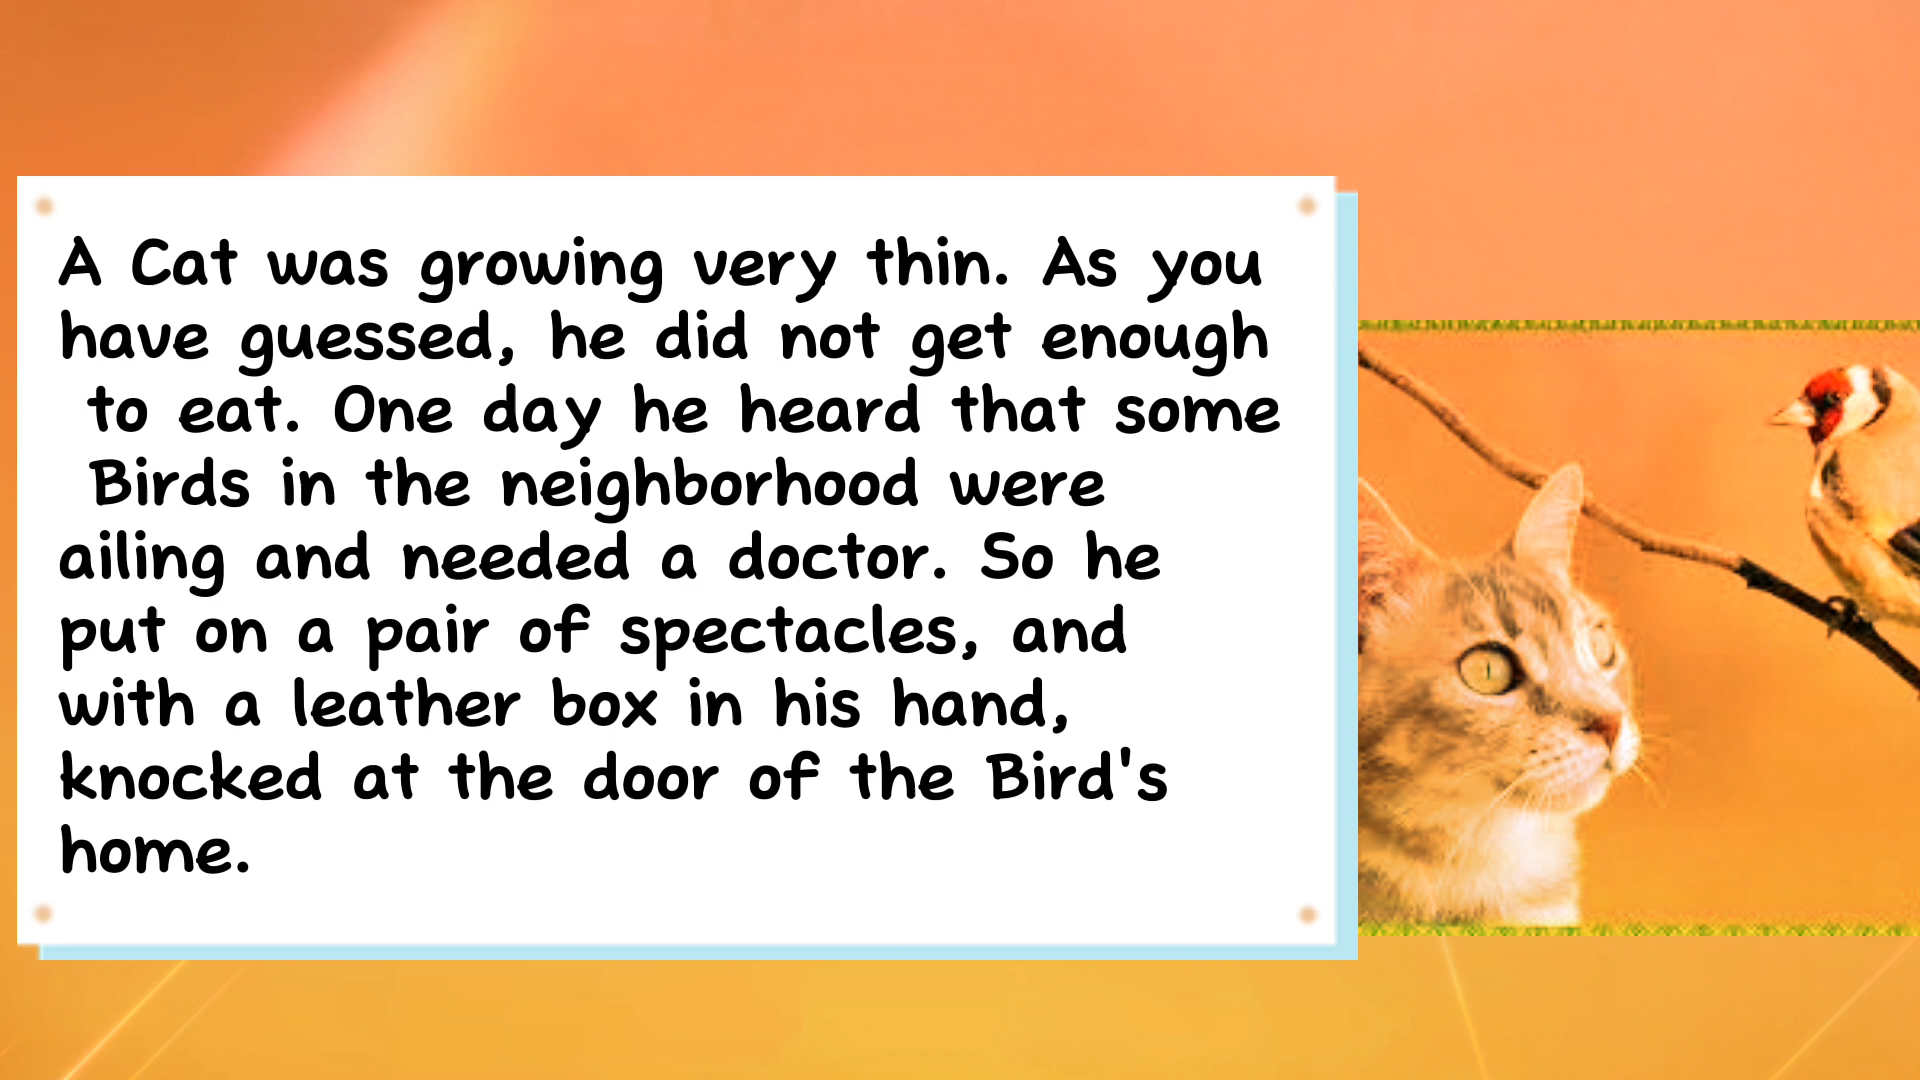 A Cat was growing very thin. As you
have guessed, he did not get enough
to eat. One day he heard that some
Birds in the neighborhood were
ailing and needed a doctor. So he
put on a pair of spectacles, and
with a leather box in his hand,
knocked at the door of the Bird's
home.